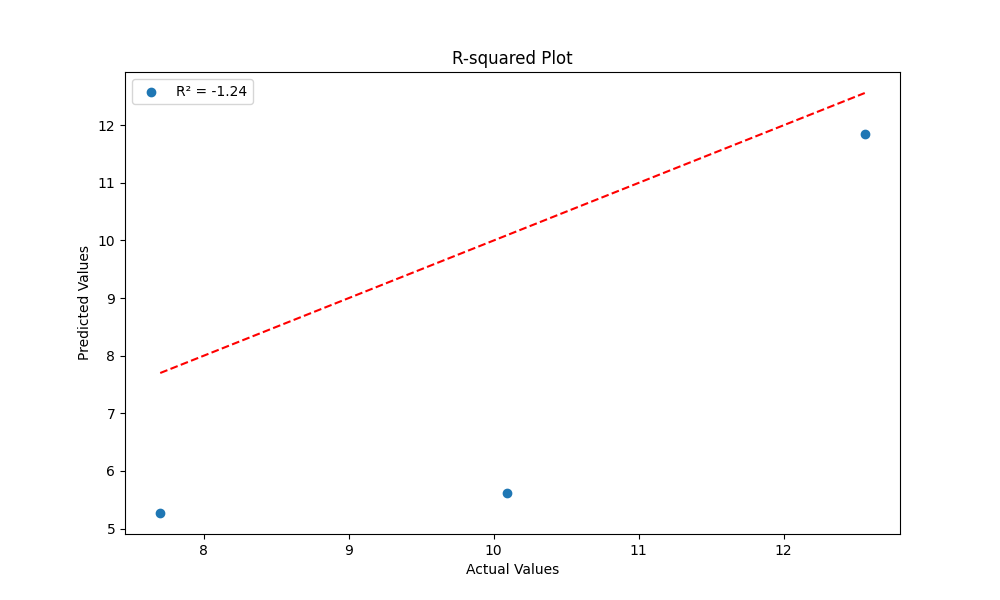 R-squared Plot
R² = -1.24
12
11
10
9
8
7
6
5
Predicted Values
8 9 10 11 12
Actual Values